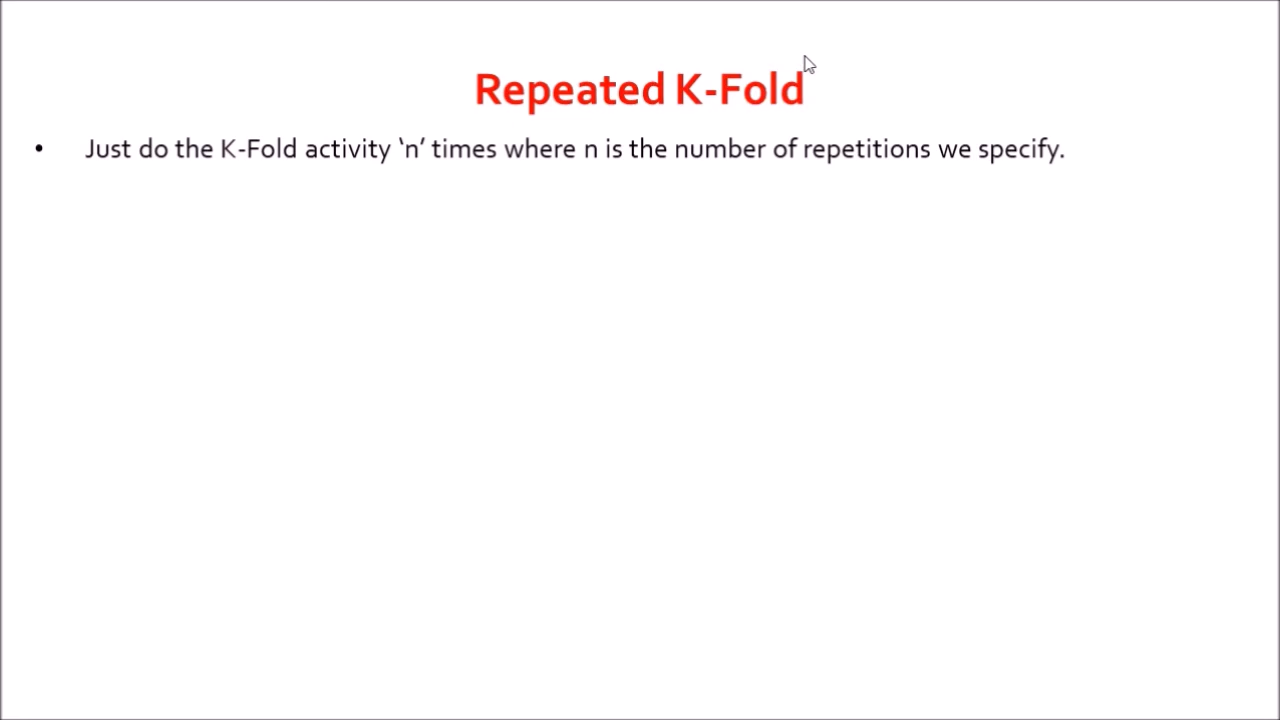 Repeated K-Fold
• Just do the K-Fold activity ‘n’ times where n is the number of repetitions we specify.